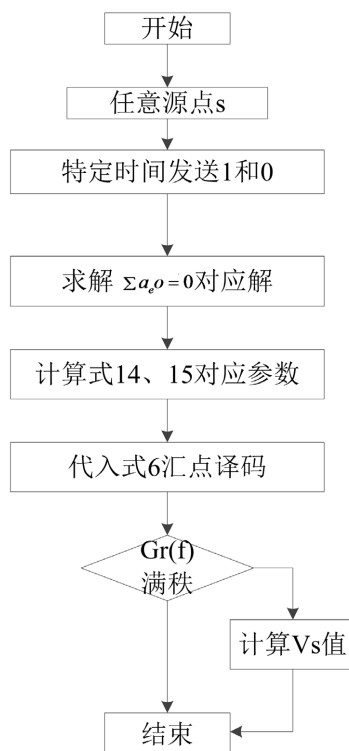 开始
任意源点s
特定时间发送1和0
求解 ∑aₑo=0对应解
计算式14、15对应参数
代入式6汇点译码
Gr(f)
满秩
计算Vs值
结束